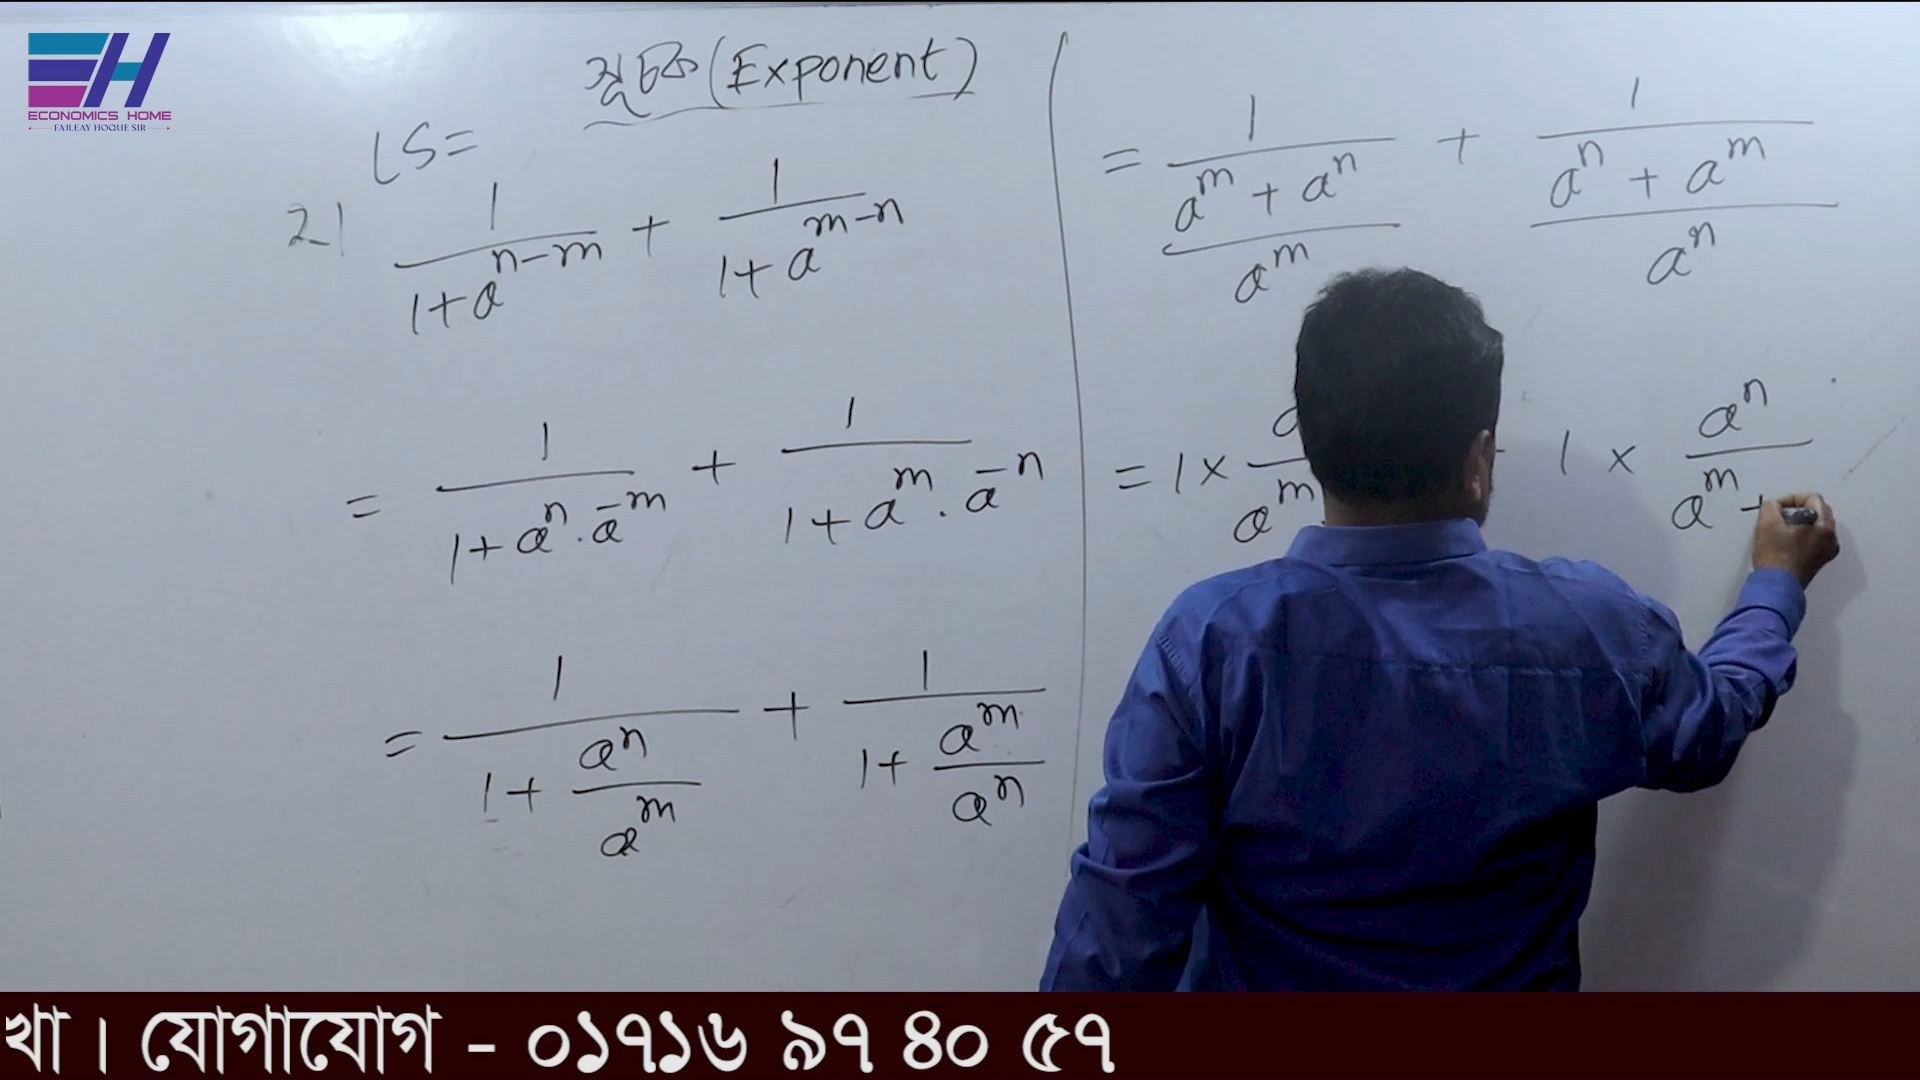 EH
ECONOMICS HOME
FAILEAY HOQUE SIR
সূচক (Exponent)
LS=
2) 1/(1+a^(n-m)) + 1/(1+a^(m-n))
= 1/(1+a^n . a^-m) + 1/(1+a^m . a^-n)
= 1/(1+a^n/a^m) + 1/(1+a^m/a^n)
= 1/((a^m + a^n)/a^m) + 1/((a^n + a^m)/a^n)
= 1 × 1 × a^n/(a^m +
খা । যোগাযোগ - ০১৭১৬ ৯৭ ৪০ ৫৭